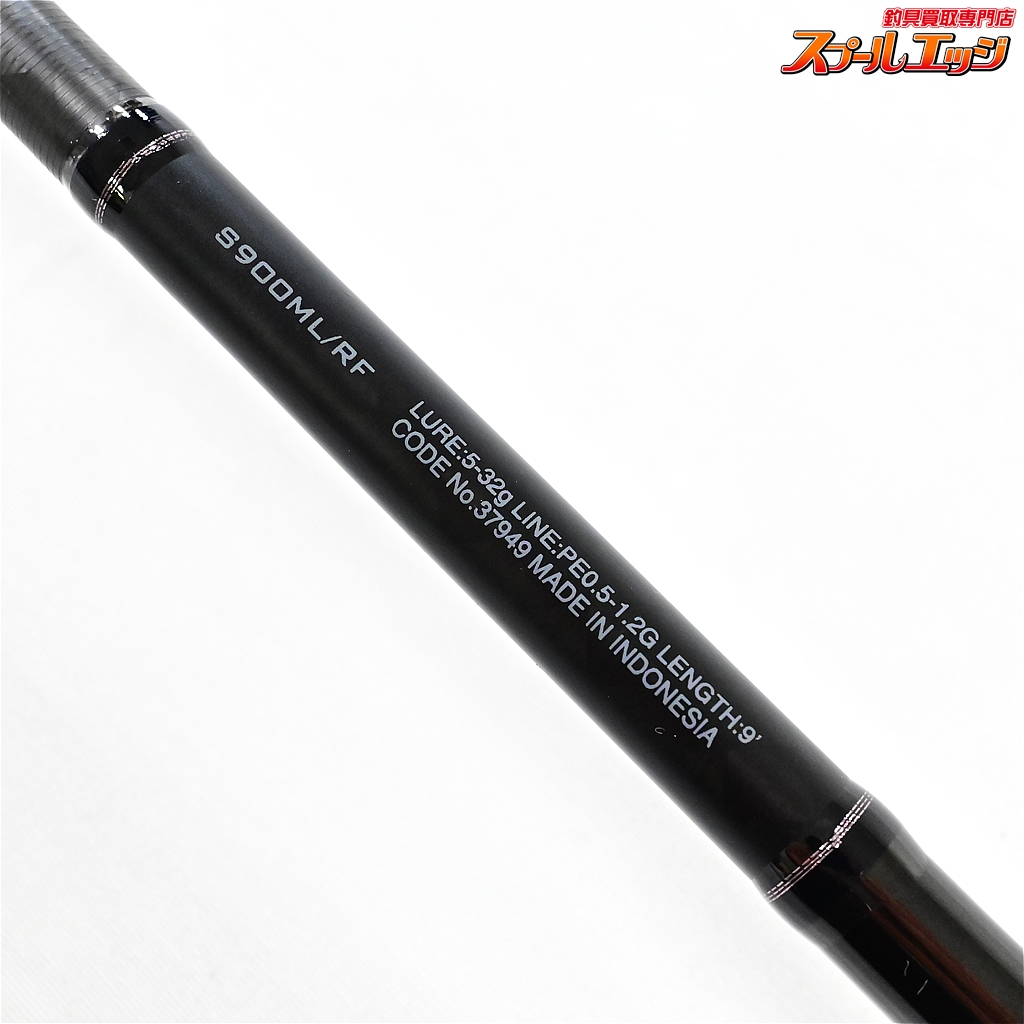 釣具買取専門店
スプールエッジ
S900ML/RF
LURE:5-32g LINE:PE0.5-1.2G LENGTH:9'
CODE No.37949 MADE IN INDONESIA